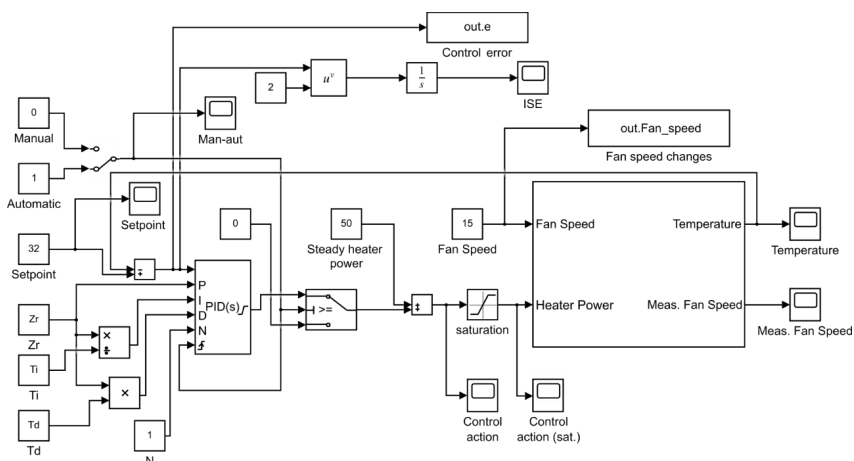 out.e
Control error
2
u^v
1
s
ISE
0
Manual
Man-aut
out.Fan_speed
Fan speed changes
1
Automatic
Setpoint
0
50
Steady heater
power
15
Fan Speed
Fan Speed
Temperature
Temperature
32
Setpoint
- +
PID(s)
P
I
D
N
Zr
Zr
× ÷
>=
+ +
saturation
Heater Power
Meas. Fan Speed
Meas. Fan Speed
Ti
Ti
×
Td
Td
1
N
Control
action
Control
action (sat.)